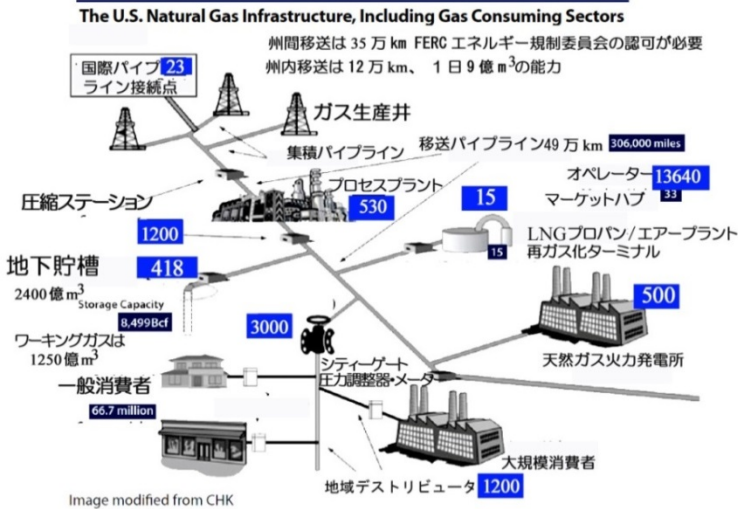 The U.S. Natural Gas Infrastructure, Including Gas Consuming Sectors
州間移送は 35 万 km FERC エネルギー規制委員会の認可が必要
州内移送は 12 万 km、 1 日 9 億 m³の能力
国際パイプ 23
ライン接続点
ガス生産井
集積パイプライン
移送パイプライン49 万 km 306,000 miles
圧縮ステーション
プロセスプラント
530
オペレーター 13640
マーケットハブ 33
15
1200
15
LNGプロパン/エアープラント
再ガス化ターミナル
地下貯槽 418
2400 億 m³
Storage Capacity
8,499Bcf
500
3000
ワーキングガスは
1250 億 m³
シティーゲート
圧力調整器・メータ
天然ガス火力発電所
一般消費者
66.7 million
大規模消費者
地域デストリビュータ 1200
Image modified from CHK